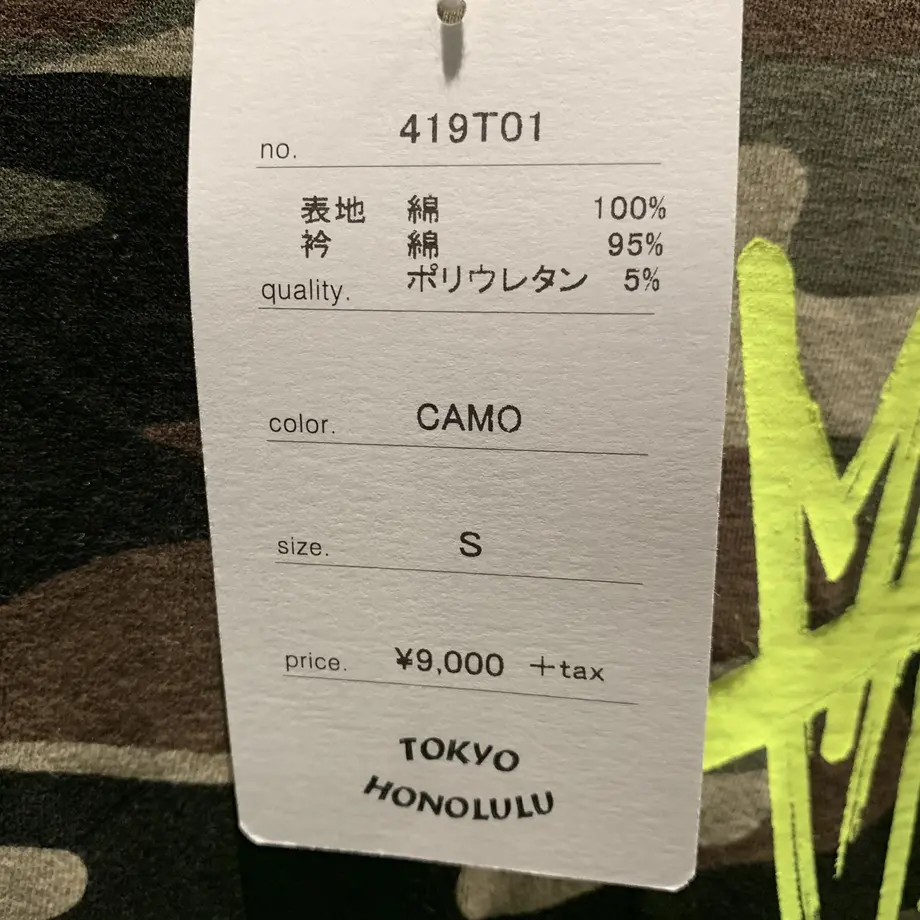 no. 419T01
表地 綿 100%
衿 綿 95%
quality. ポリウレタン 5%
color. CAMO
size. S
price. ¥9,000 +tax
TOKYO
HONOLULU